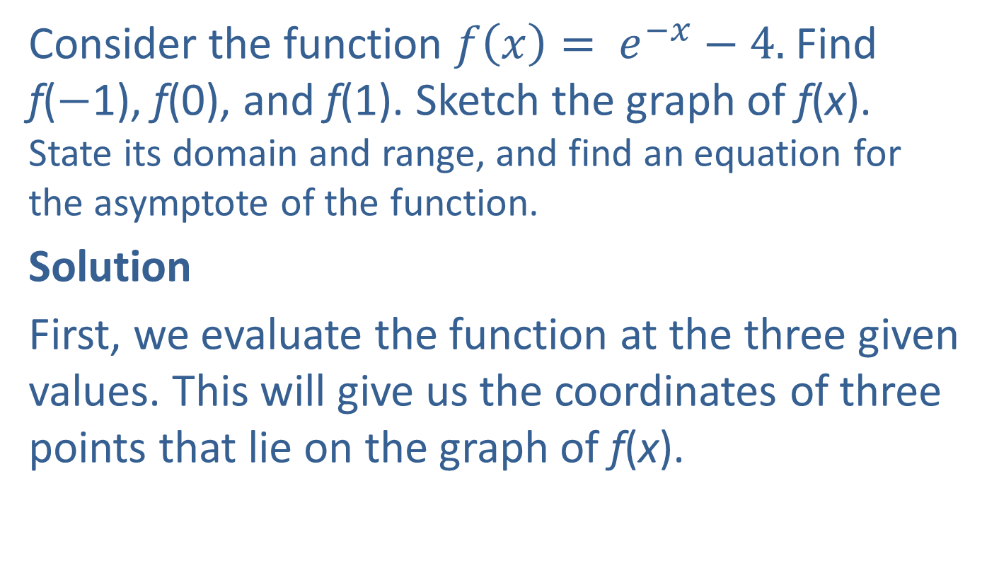 Consider the function f(x) = e^{-x} − 4. Find
f(−1), f(0), and f(1). Sketch the graph of f(x).
State its domain and range, and find an equation for
the asymptote of the function.
Solution
First, we evaluate the function at the three given
values. This will give us the coordinates of three
points that lie on the graph of f(x).